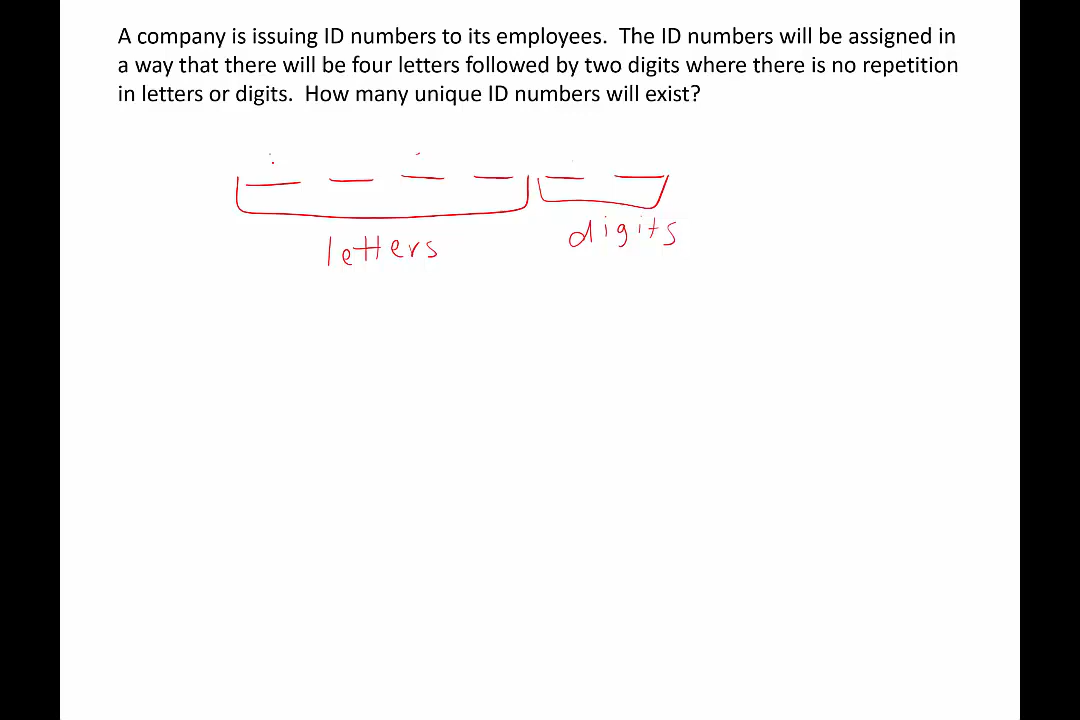 A company is issuing ID numbers to its employees.  The ID numbers will be assigned in
a way that there will be four letters followed by two digits where there is no repetition
in letters or digits.  How many unique ID numbers will exist?
letters
digits